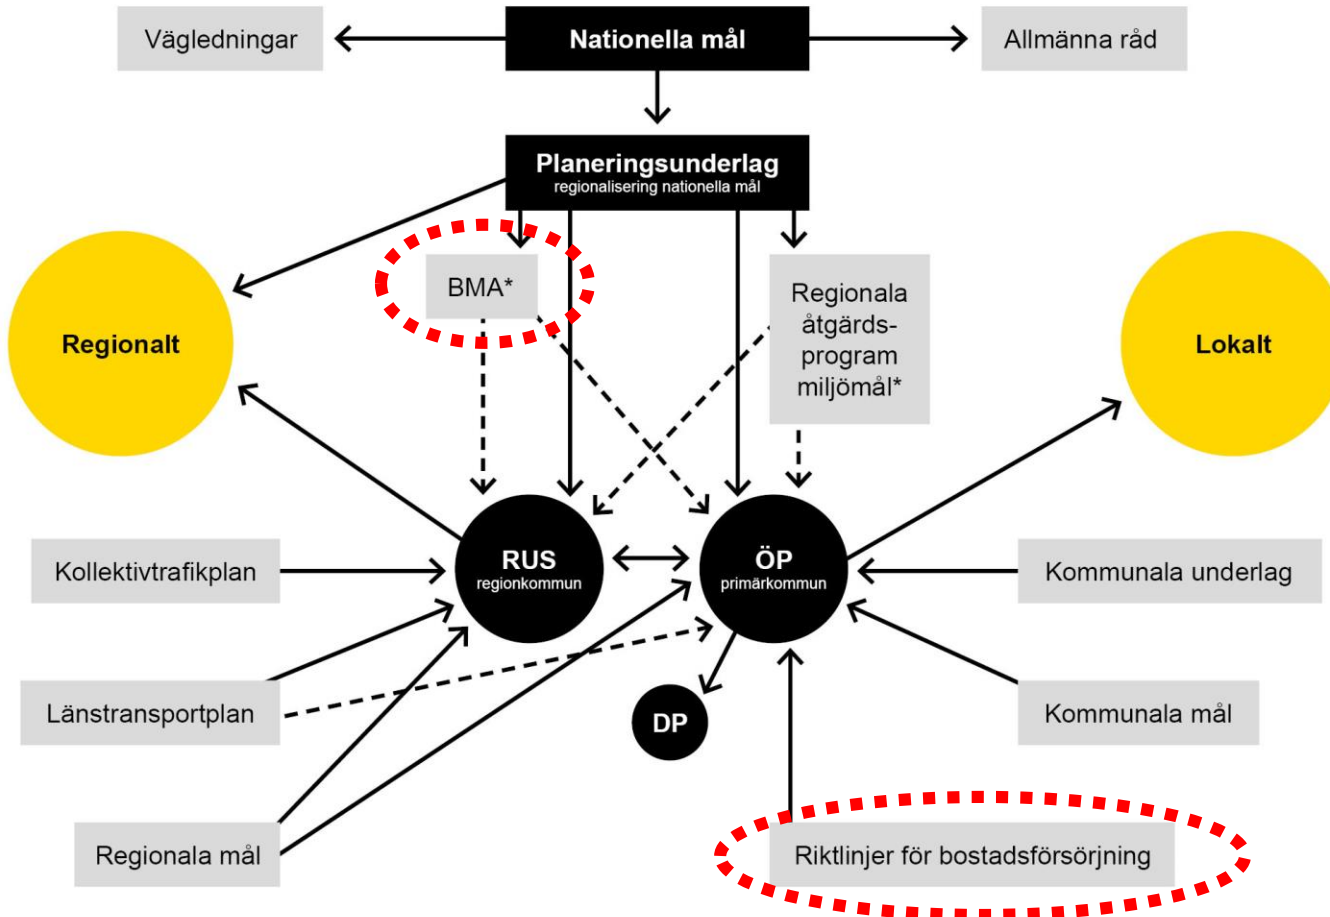 Vägledningar
Nationella mål
Allmänna råd
Planeringsunderlag
regionalisering nationella mål
BMA*
Regionala
åtgärds-
program
miljömål*
Regionalt
Lokalt
RUS
regionkommun
ÖP
primärkommun
Kollektivtrafikplan
Kommunala underlag
Länstransportplan
DP
Kommunala mål
Regionala mål
Riktlinjer för bostadsförsörjning